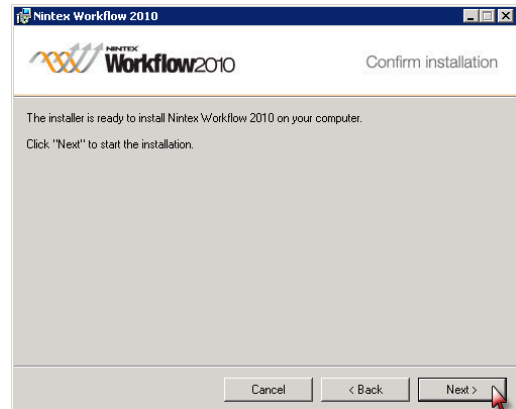 Nintex Workflow 2010
NINTEX
Workflow2010
Confirm installation
The installer is ready to install Nintex Workflow 2010 on your computer.
Click "Next" to start the installation.
Cancel
< Back
Next >